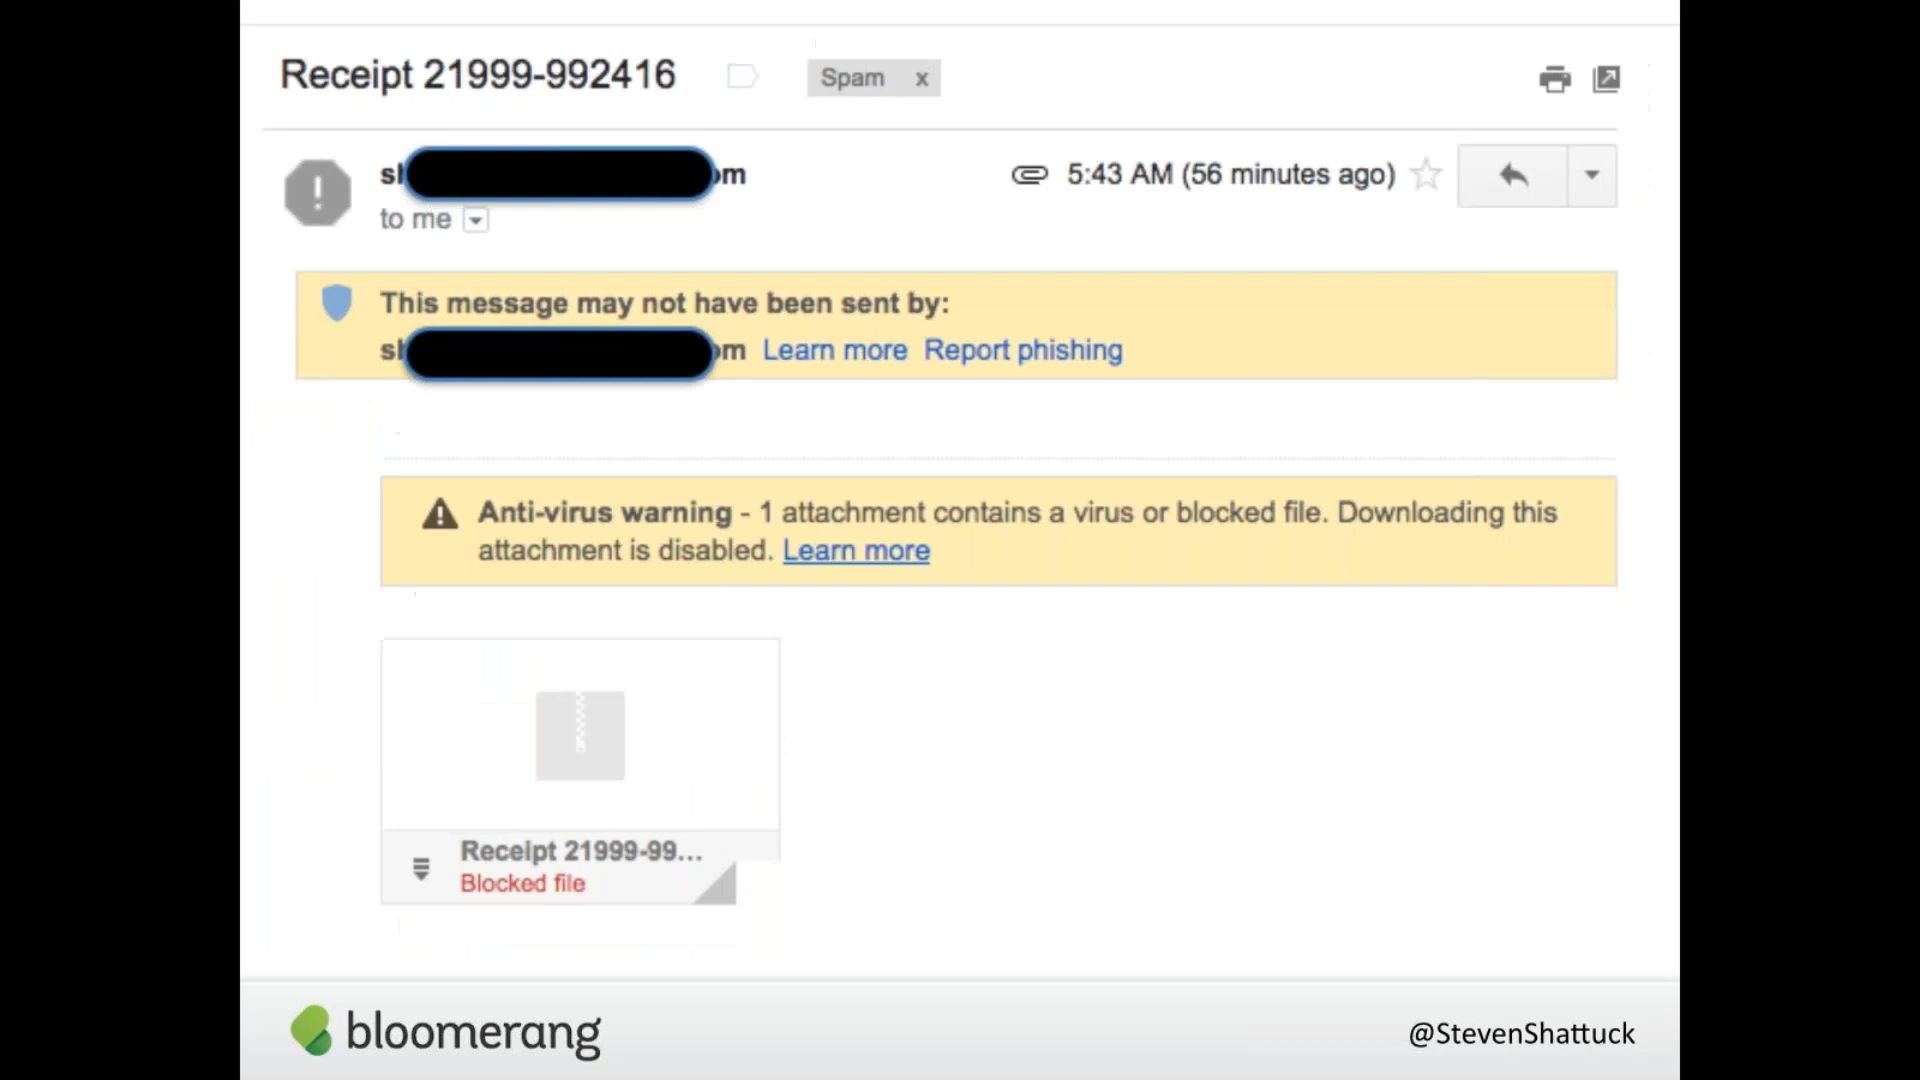 Receipt 21999-992416
Spam x
5:43 AM (56 minutes ago)
to me
This message may not have been sent by:
Learn more Report phishing
Anti-virus warning - 1 attachment contains a virus or blocked file. Downloading this
attachment is disabled. Learn more
Receipt 21999-99...
Blocked file
bloomerang
@StevenShattuck